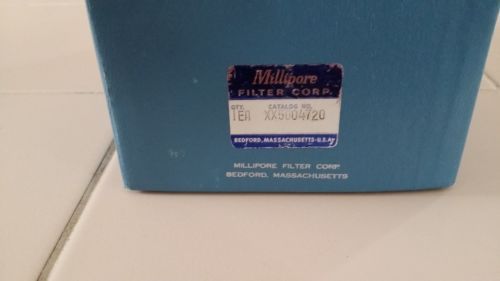 Millipore
FILTER CORP.
QTY. CATALOG NO.
1EA XX5004720
BEDFORD, MASSACHUSETTS-U.S.A.
MILLIPORE FILTER CORP
BEDFORD, MASSACHUSETTS